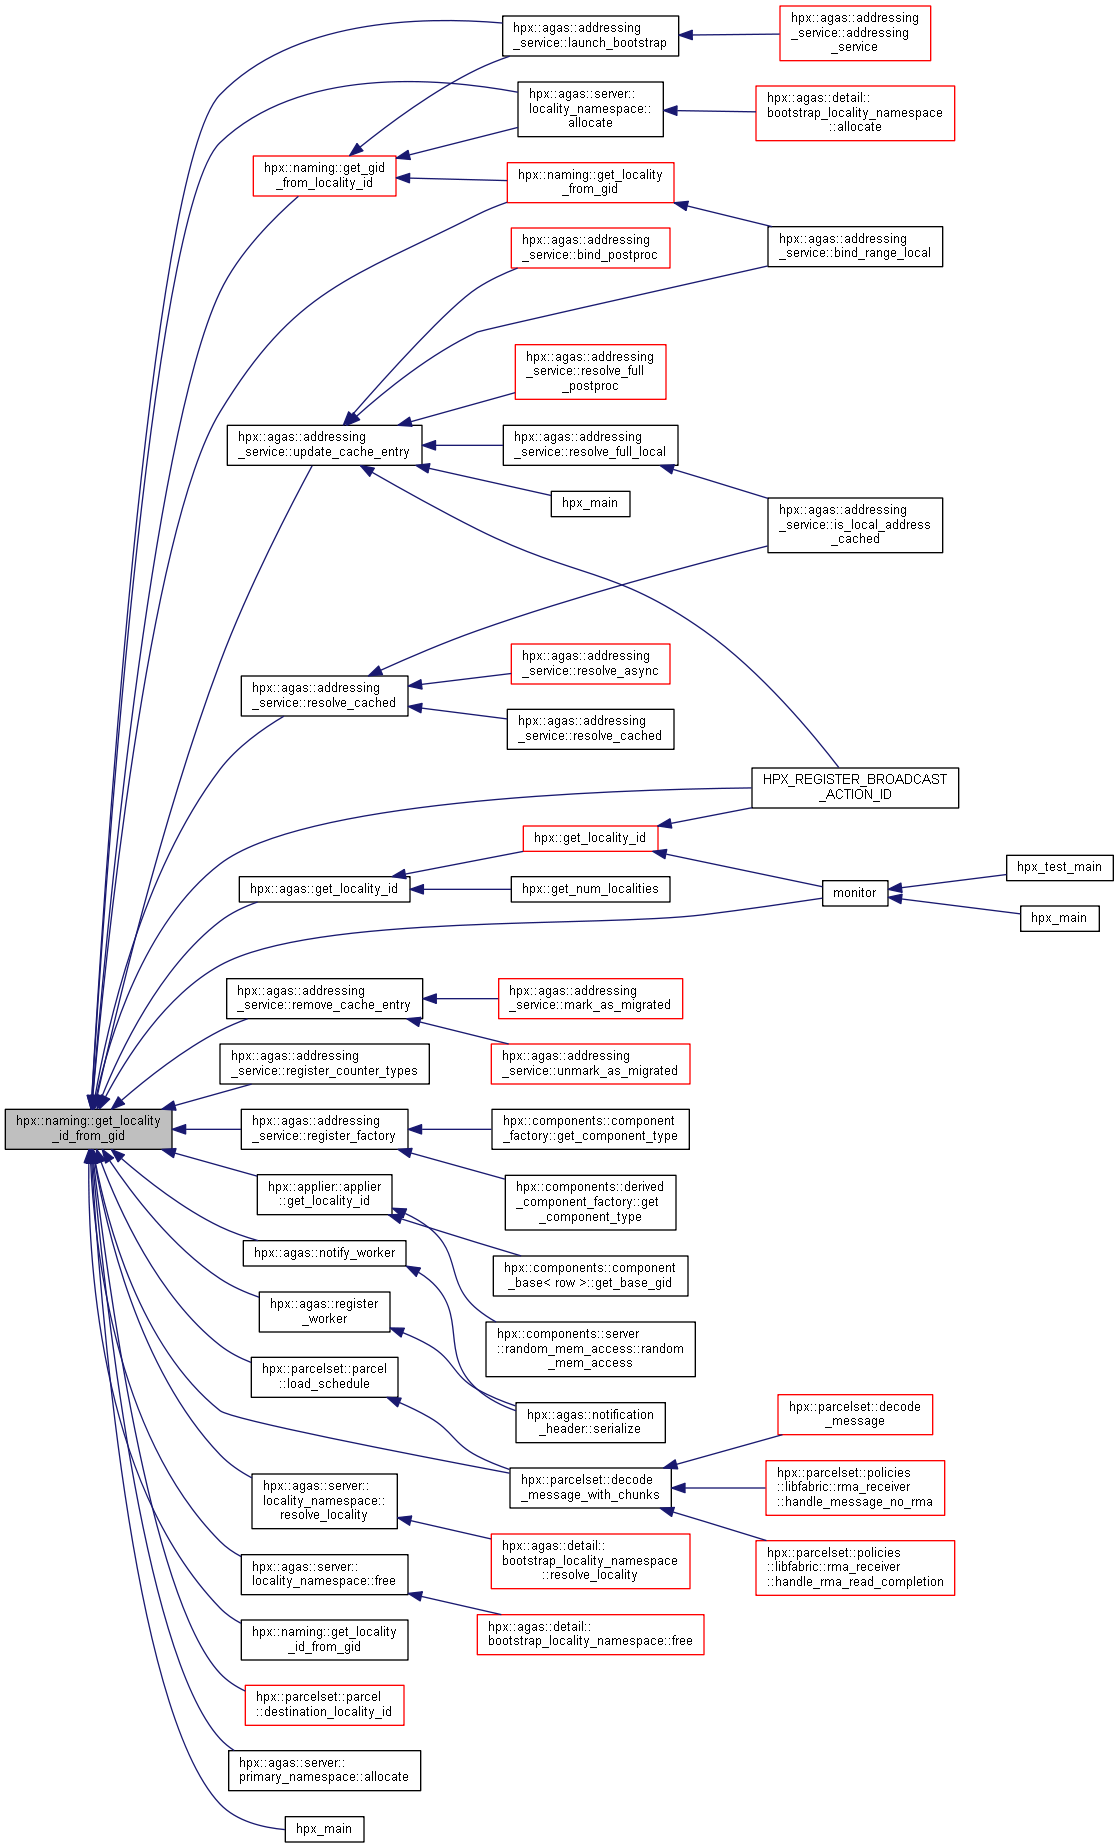 hpx::agas::addressing
_service::launch_bootstrap
hpx::agas::addressing
_service::addressing
_service
hpx::agas::server::
locality_namespace::
allocate
hpx::agas::detail::
bootstrap_locality_namespace
::allocate
hpx::naming::get_gid
_from_locality_id
hpx::naming::get_locality
_from_gid
hpx::agas::addressing
_service::bind_postproc
hpx::agas::addressing
_service::bind_range_local
hpx::agas::addressing
_service::resolve_full
_postproc
hpx::agas::addressing
_service::update_cache_entry
hpx::agas::addressing
_service::resolve_full_local
hpx_main
hpx::agas::addressing
_service::is_local_address
_cached
hpx::agas::addressing
_service::resolve_async
hpx::agas::addressing
_service::resolve_cached
hpx::agas::addressing
_service::resolve_cached
HPX_REGISTER_BROADCAST
_ACTION_ID
hpx::get_locality_id
hpx::agas::get_locality_id
hpx::get_num_localities
monitor
hpx_test_main
hpx_main
hpx::agas::addressing
_service::remove_cache_entry
hpx::agas::addressing
_service::mark_as_migrated
hpx::agas::addressing
_service::register_counter_types
hpx::agas::addressing
_service::unmark_as_migrated
hpx::naming::get_locality
_id_from_gid
hpx::agas::addressing
_service::register_factory
hpx::components::component
_factory::get_component_type
hpx::applier::applier
::get_locality_id
hpx::components::derived
_component_factory::get
_component_type
hpx::agas::notify_worker
hpx::components::component
_base< row >::get_base_gid
hpx::agas::register
_worker
hpx::components::server
::random_mem_access::random
_mem_access
hpx::parcelset::parcel
::load_schedule
hpx::agas::notification
_header::serialize
hpx::parcelset::decode
_message
hpx::parcelset::decode
_message_with_chunks
hpx::parcelset::policies
::libfabric::rma_receiver
::handle_message_no_rma
hpx::agas::server::
locality_namespace::
resolve_locality
hpx::agas::detail::
bootstrap_locality_namespace
::resolve_locality
hpx::parcelset::policies
::libfabric::rma_receiver
::handle_rma_read_completion
hpx::agas::server::
locality_namespace::free
hpx::agas::detail::
bootstrap_locality_namespace::free
hpx::naming::get_locality
_id_from_gid
hpx::parcelset::parcel
::destination_locality_id
hpx::agas::server::
primary_namespace::allocate
hpx_main